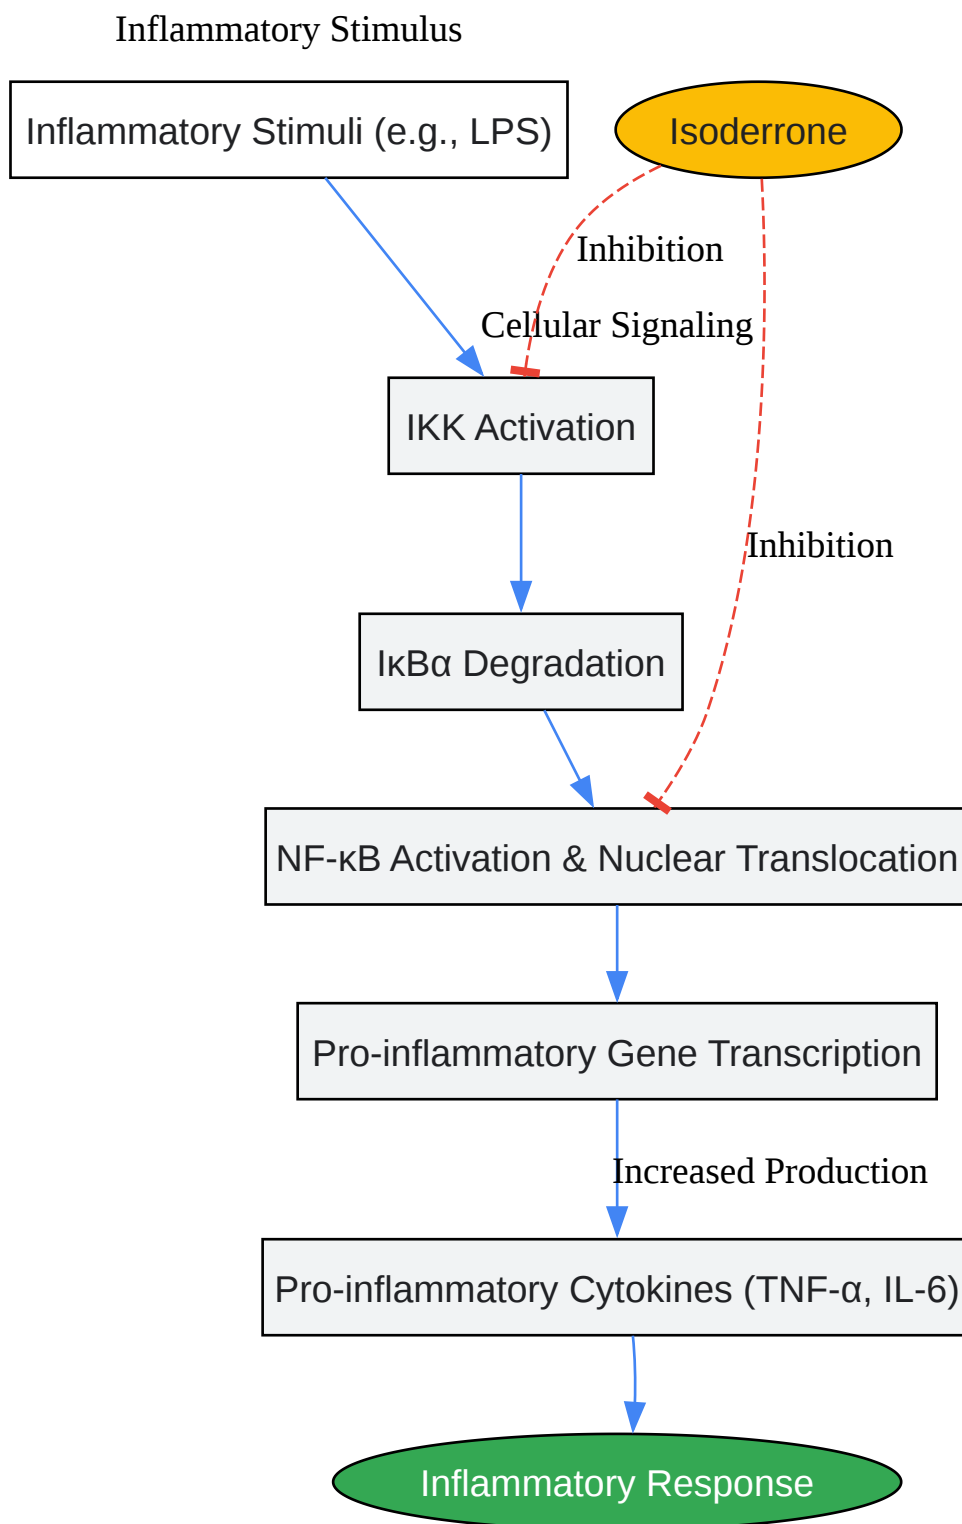 Inflammatory Stimulus
Inflammatory Stimuli (e.g., LPS)
Isoderrone
Inhibition
Cellular Signaling
IKK Activation
Inhibition
IκBα Degradation
NF-κB Activation & Nuclear Translocation
Pro-inflammatory Gene Transcription
Increased Production
Pro-inflammatory Cytokines (TNF-α, IL-6)
Inflammatory Response